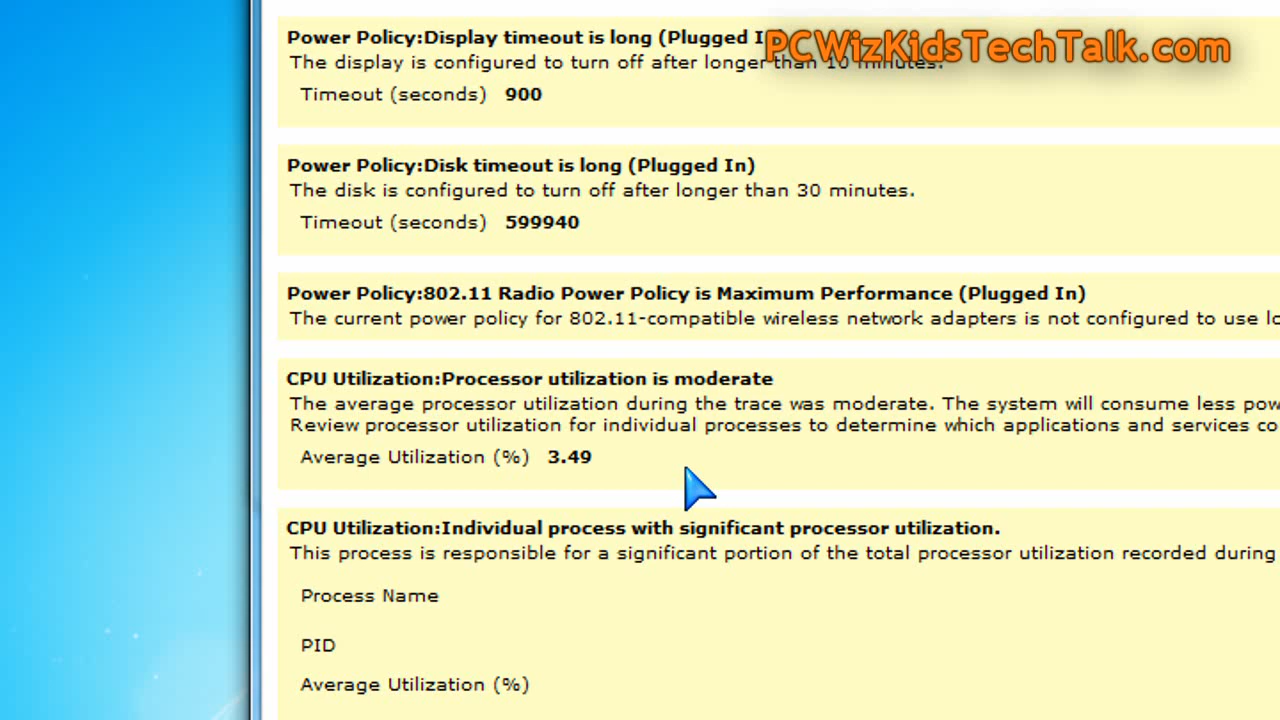 Power Policy:Display timeout is long (Plugged I
PCWizKidsTechTalk.com
The display is configured to turn off after longer than 10 minutes.
Timeout (seconds) 900
Power Policy:Disk timeout is long (Plugged In)
The disk is configured to turn off after longer than 30 minutes.
Timeout (seconds) 599940
Power Policy:802.11 Radio Power Policy is Maximum Performance (Plugged In)
The current power policy for 802.11-compatible wireless network adapters is not configured to use lo
CPU Utilization:Processor utilization is moderate
The average processor utilization during the trace was moderate. The system will consume less pow
Review processor utilization for individual processes to determine which applications and services co
Average Utilization (%) 3.49
CPU Utilization:Individual process with significant processor utilization.
This process is responsible for a significant portion of the total processor utilization recorded during
Process Name
PID
Average Utilization (%)